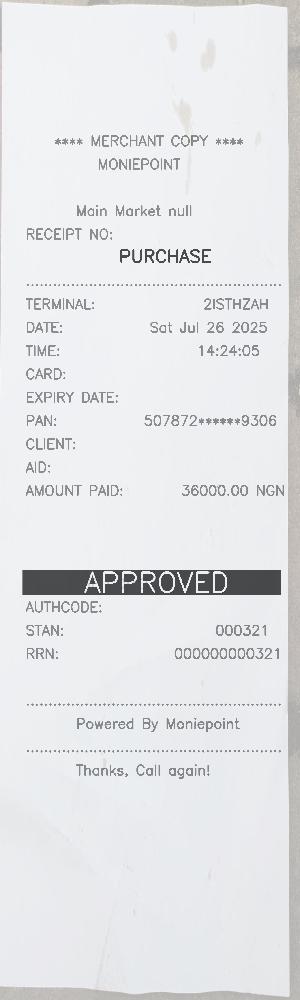 **** MERCHANT COPY ****
MONIEPOINT
Main Market null
RECEIPT NO:
PURCHASE
TERMINAL: 2ISTHZAH
DATE: Sat Jul 26 2025
TIME: 14:24:05
CARD:
EXPIRY DATE:
PAN: 507872******9306
CLIENT:
AID:
AMOUNT PAID: 36000.00 NGN
APPROVED
AUTHCODE:
STAN: 000321
RRN: 000000000321
Powered By Moniepoint
Thanks, Call again!